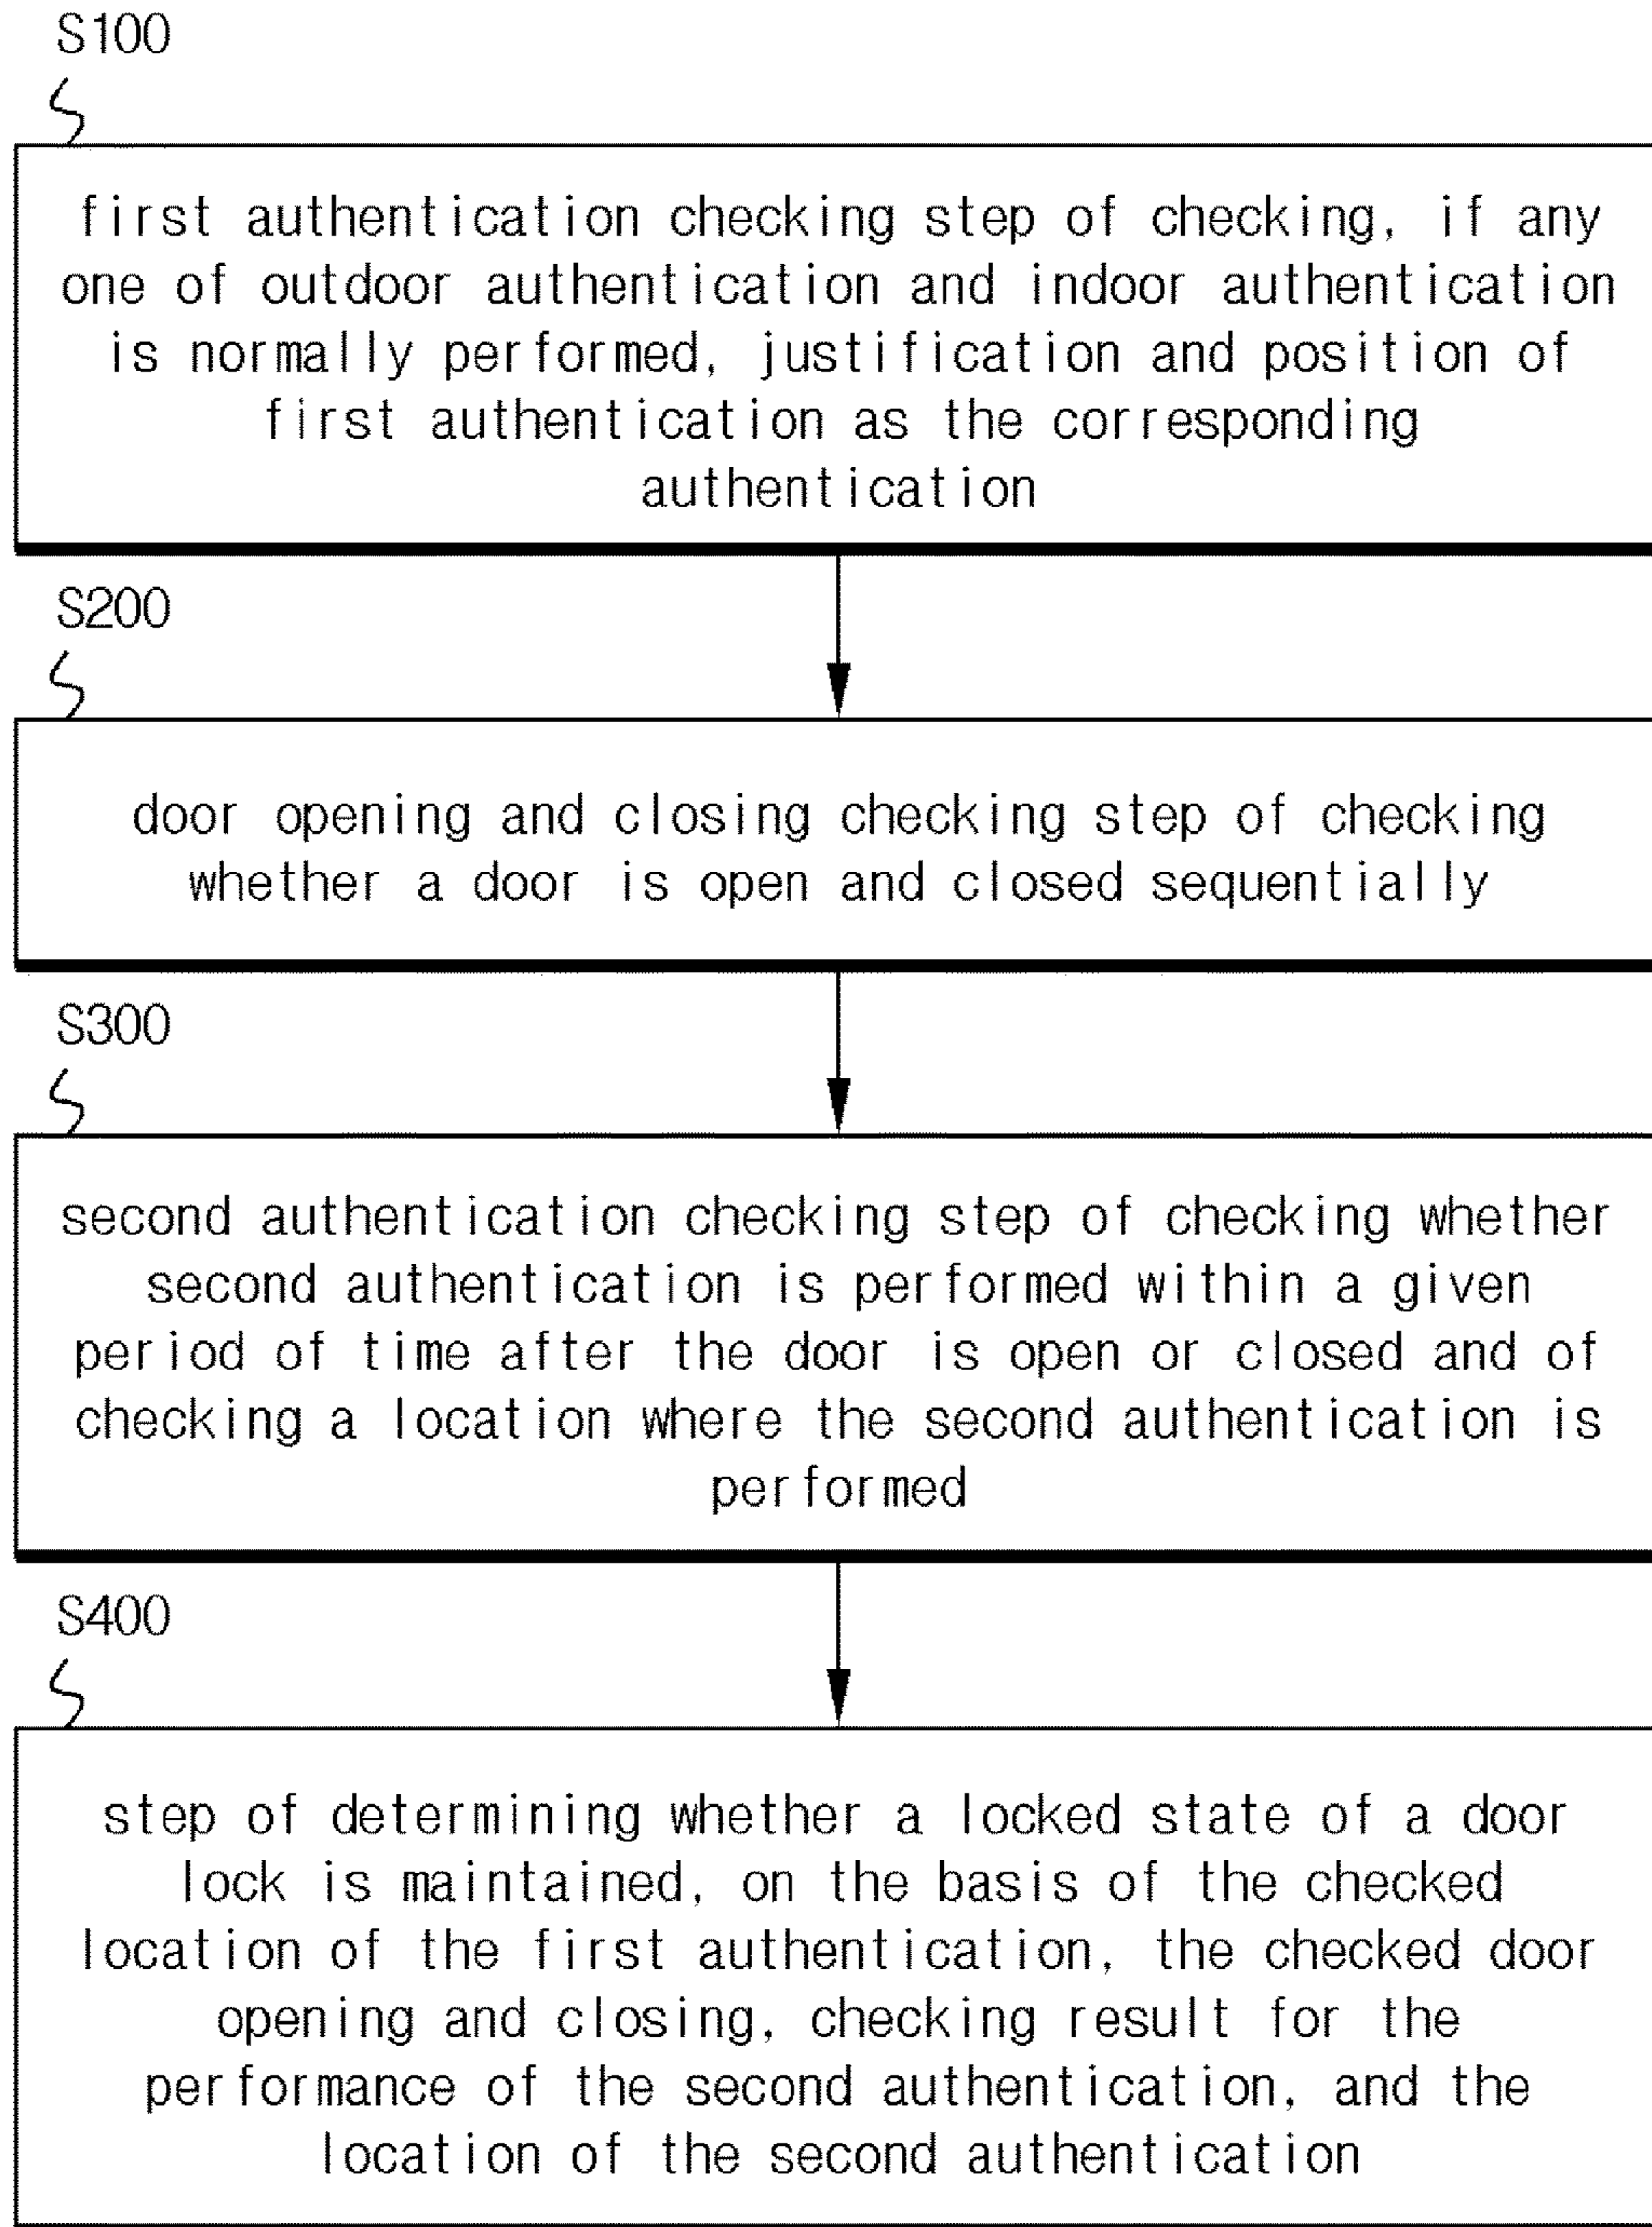 S100
first authentication checking step of checking, if any
one of outdoor authentication and indoor authentication
is normally performed, justification and position of
first authentication as the corresponding
authentication
S200
door opening and closing checking step of checking
whether a door is open and closed sequentially
S300
second authentication checking step of checking whether
second authentication is performed within a given
period of time after the door is open or closed and of
checking a location where the second authentication is
performed
S400
step of determining whether a locked state of a door
lock is maintained, on the basis of the checked
location of the first authentication, the checked door
opening and closing, checking result for the
performance of the second authentication, and the
location of the second authentication